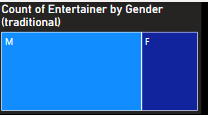 Count of Entertainer by Gender
(traditional)
M
F